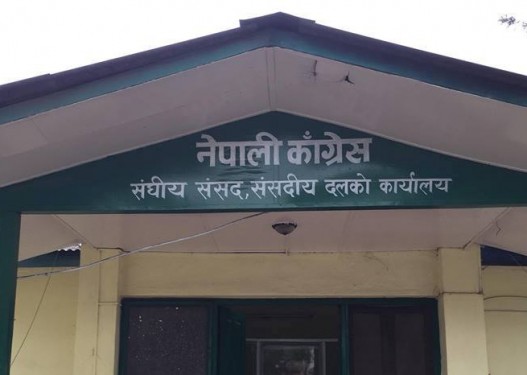 नेपाली काँग्रेस
संघीय संसद, संसदीय दलको कार्यालय